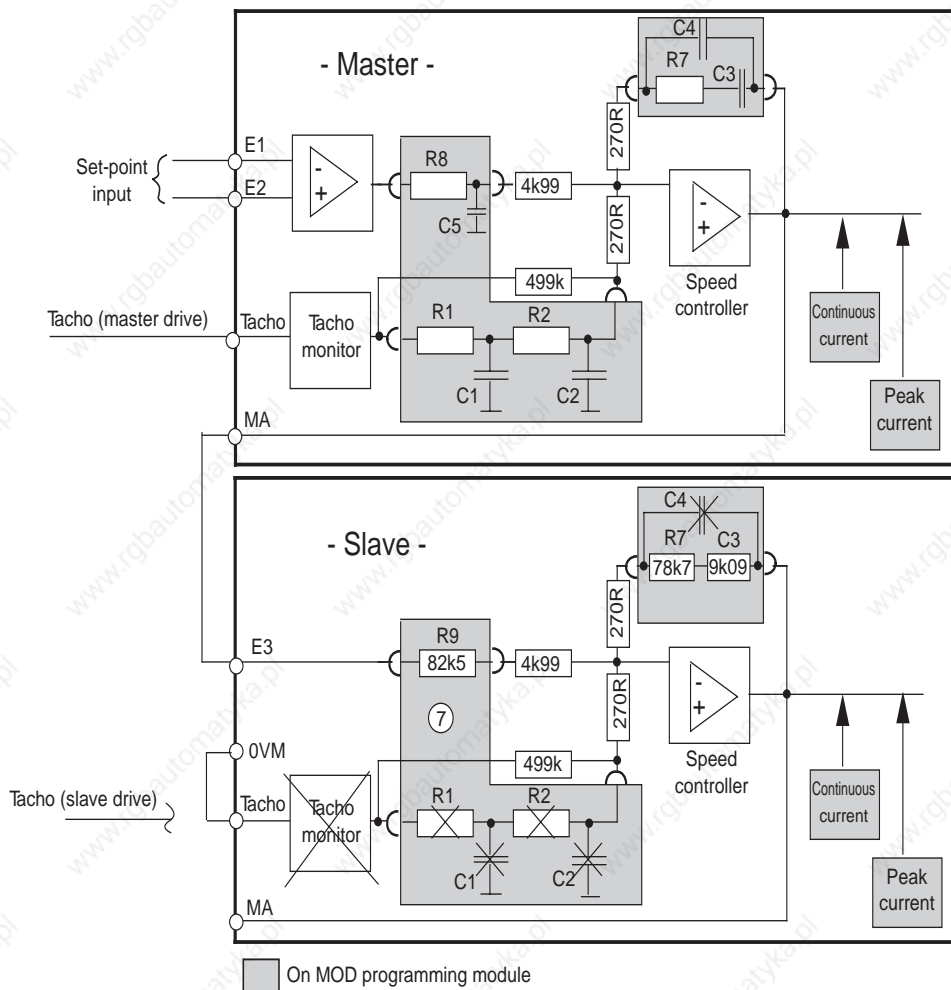 - Master -
C4
R7
C3
270R
Set-point
input
E1
E2
-
+
R8
C5
4k99
270R
-
+
Speed
controller
499k
Tacho (master drive)
Tacho
Tacho
monitor
R1
R2
C1
C2
Continuous
current
Peak
current
MA
- Slave -
C4
R7
C3
78k7
9k09
270R
E3
R9
82k5
4k99
270R
-
+
Speed
controller
7
0VM
499k
Tacho (slave drive)
Tacho
Tacho
monitor
R1
R2
C1
C2
Continuous
current
Peak
current
MA
On MOD programming module
www.rgbautomatyka.pl